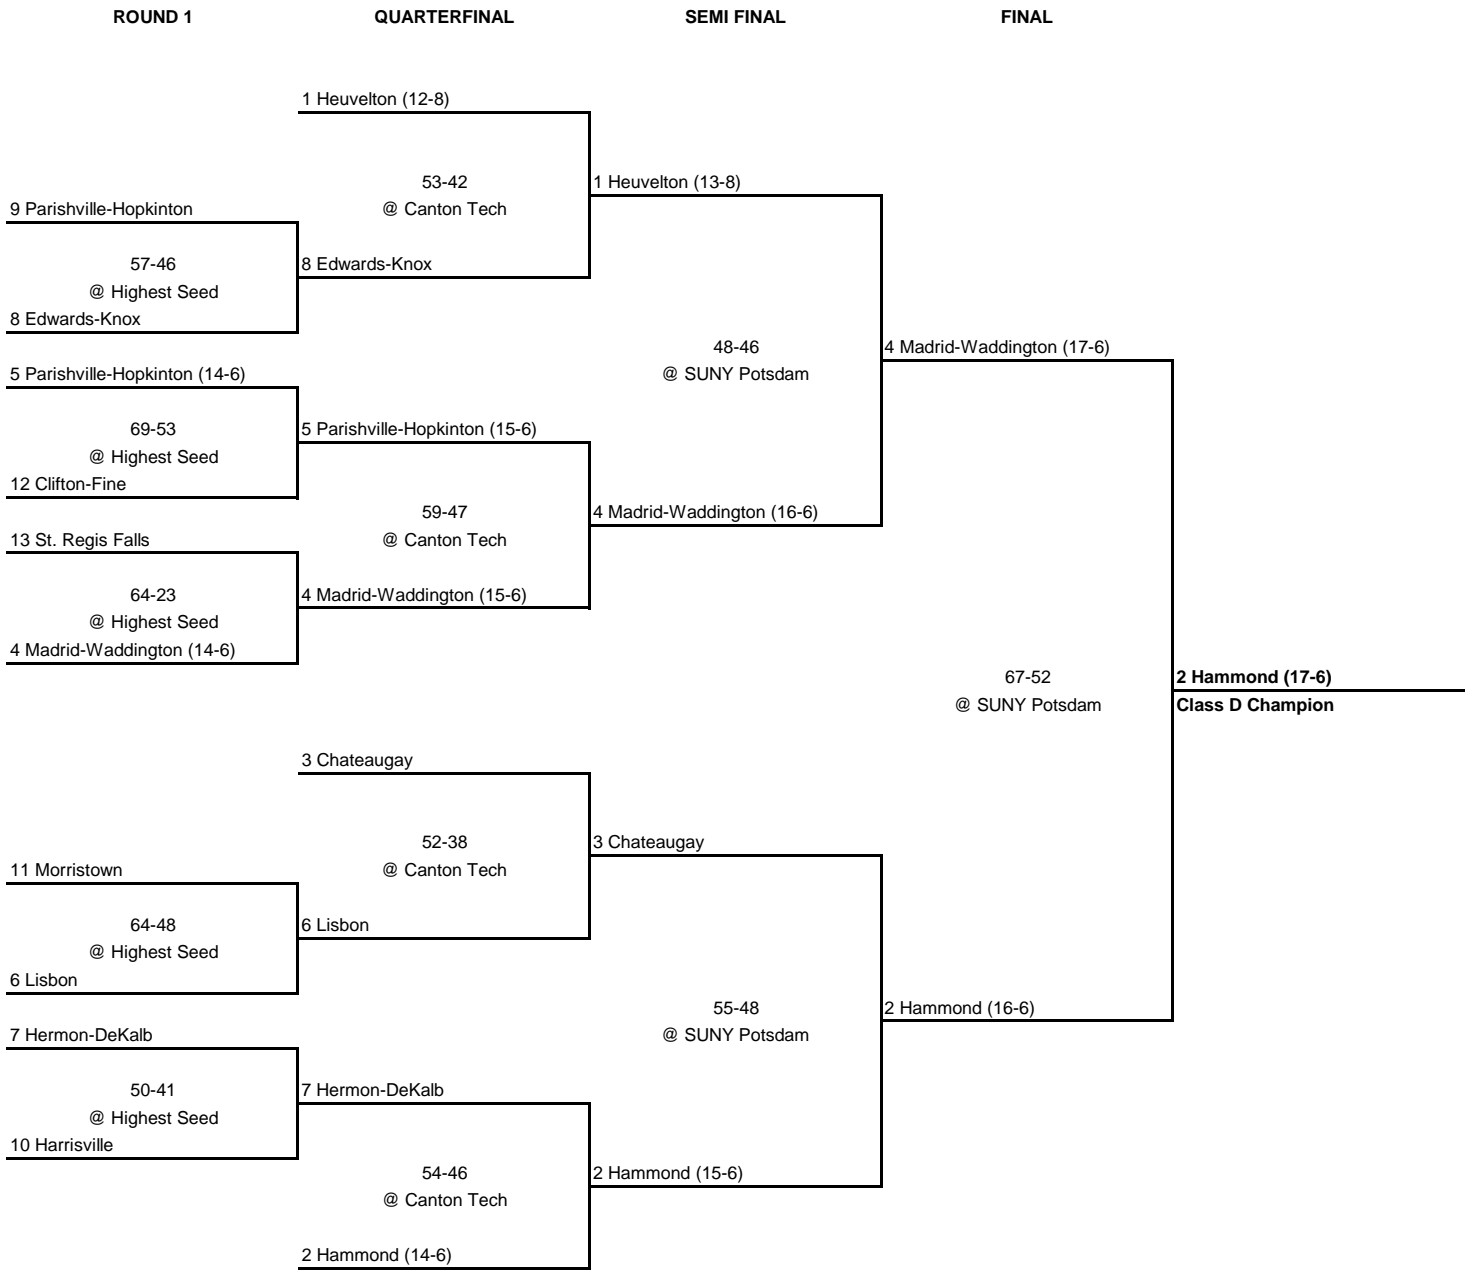 ROUND 1 QUARTERFINAL SEMI FINAL FINAL
1 Heuvelton (12-8)
53-42 1 Heuvelton (13-8)
9 Parishville-Hopkinton @ Canton Tech
57-46 8 Edwards-Knox
@ Highest Seed
8 Edwards-Knox
48-46 4 Madrid-Waddington (17-6)
5 Parishville-Hopkinton (14-6) @ SUNY Potsdam
69-53 5 Parishville-Hopkinton (15-6)
@ Highest Seed
12 Clifton-Fine
59-47 4 Madrid-Waddington (16-6)
13 St. Regis Falls @ Canton Tech
64-23 4 Madrid-Waddington (15-6)
@ Highest Seed
4 Madrid-Waddington (14-6)
67-52 2 Hammond (17-6)
@ SUNY Potsdam Class D Champion
3 Chateaugay
52-38 3 Chateaugay
11 Morristown @ Canton Tech
64-48 6 Lisbon
@ Highest Seed
6 Lisbon
55-48 2 Hammond (16-6)
7 Hermon-DeKalb @ SUNY Potsdam
50-41 7 Hermon-DeKalb
@ Highest Seed
10 Harrisville
54-46 2 Hammond (15-6)
@ Canton Tech
2 Hammond (14-6)